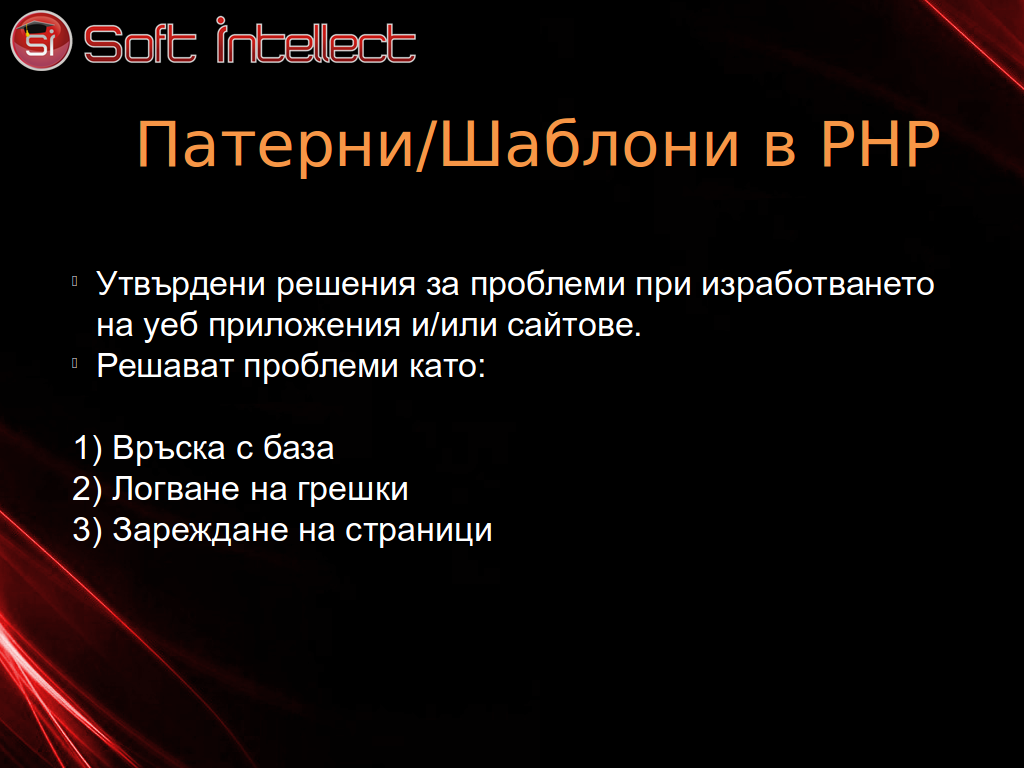 Si Soft Intellect
Патерни/Шаблони в PHP
Утвърдени решения за проблеми при изработването
на уеб приложения и/или сайтове.
Решават проблеми като:
1) Връска с база
2) Логване на грешки
3) Зареждане на страници